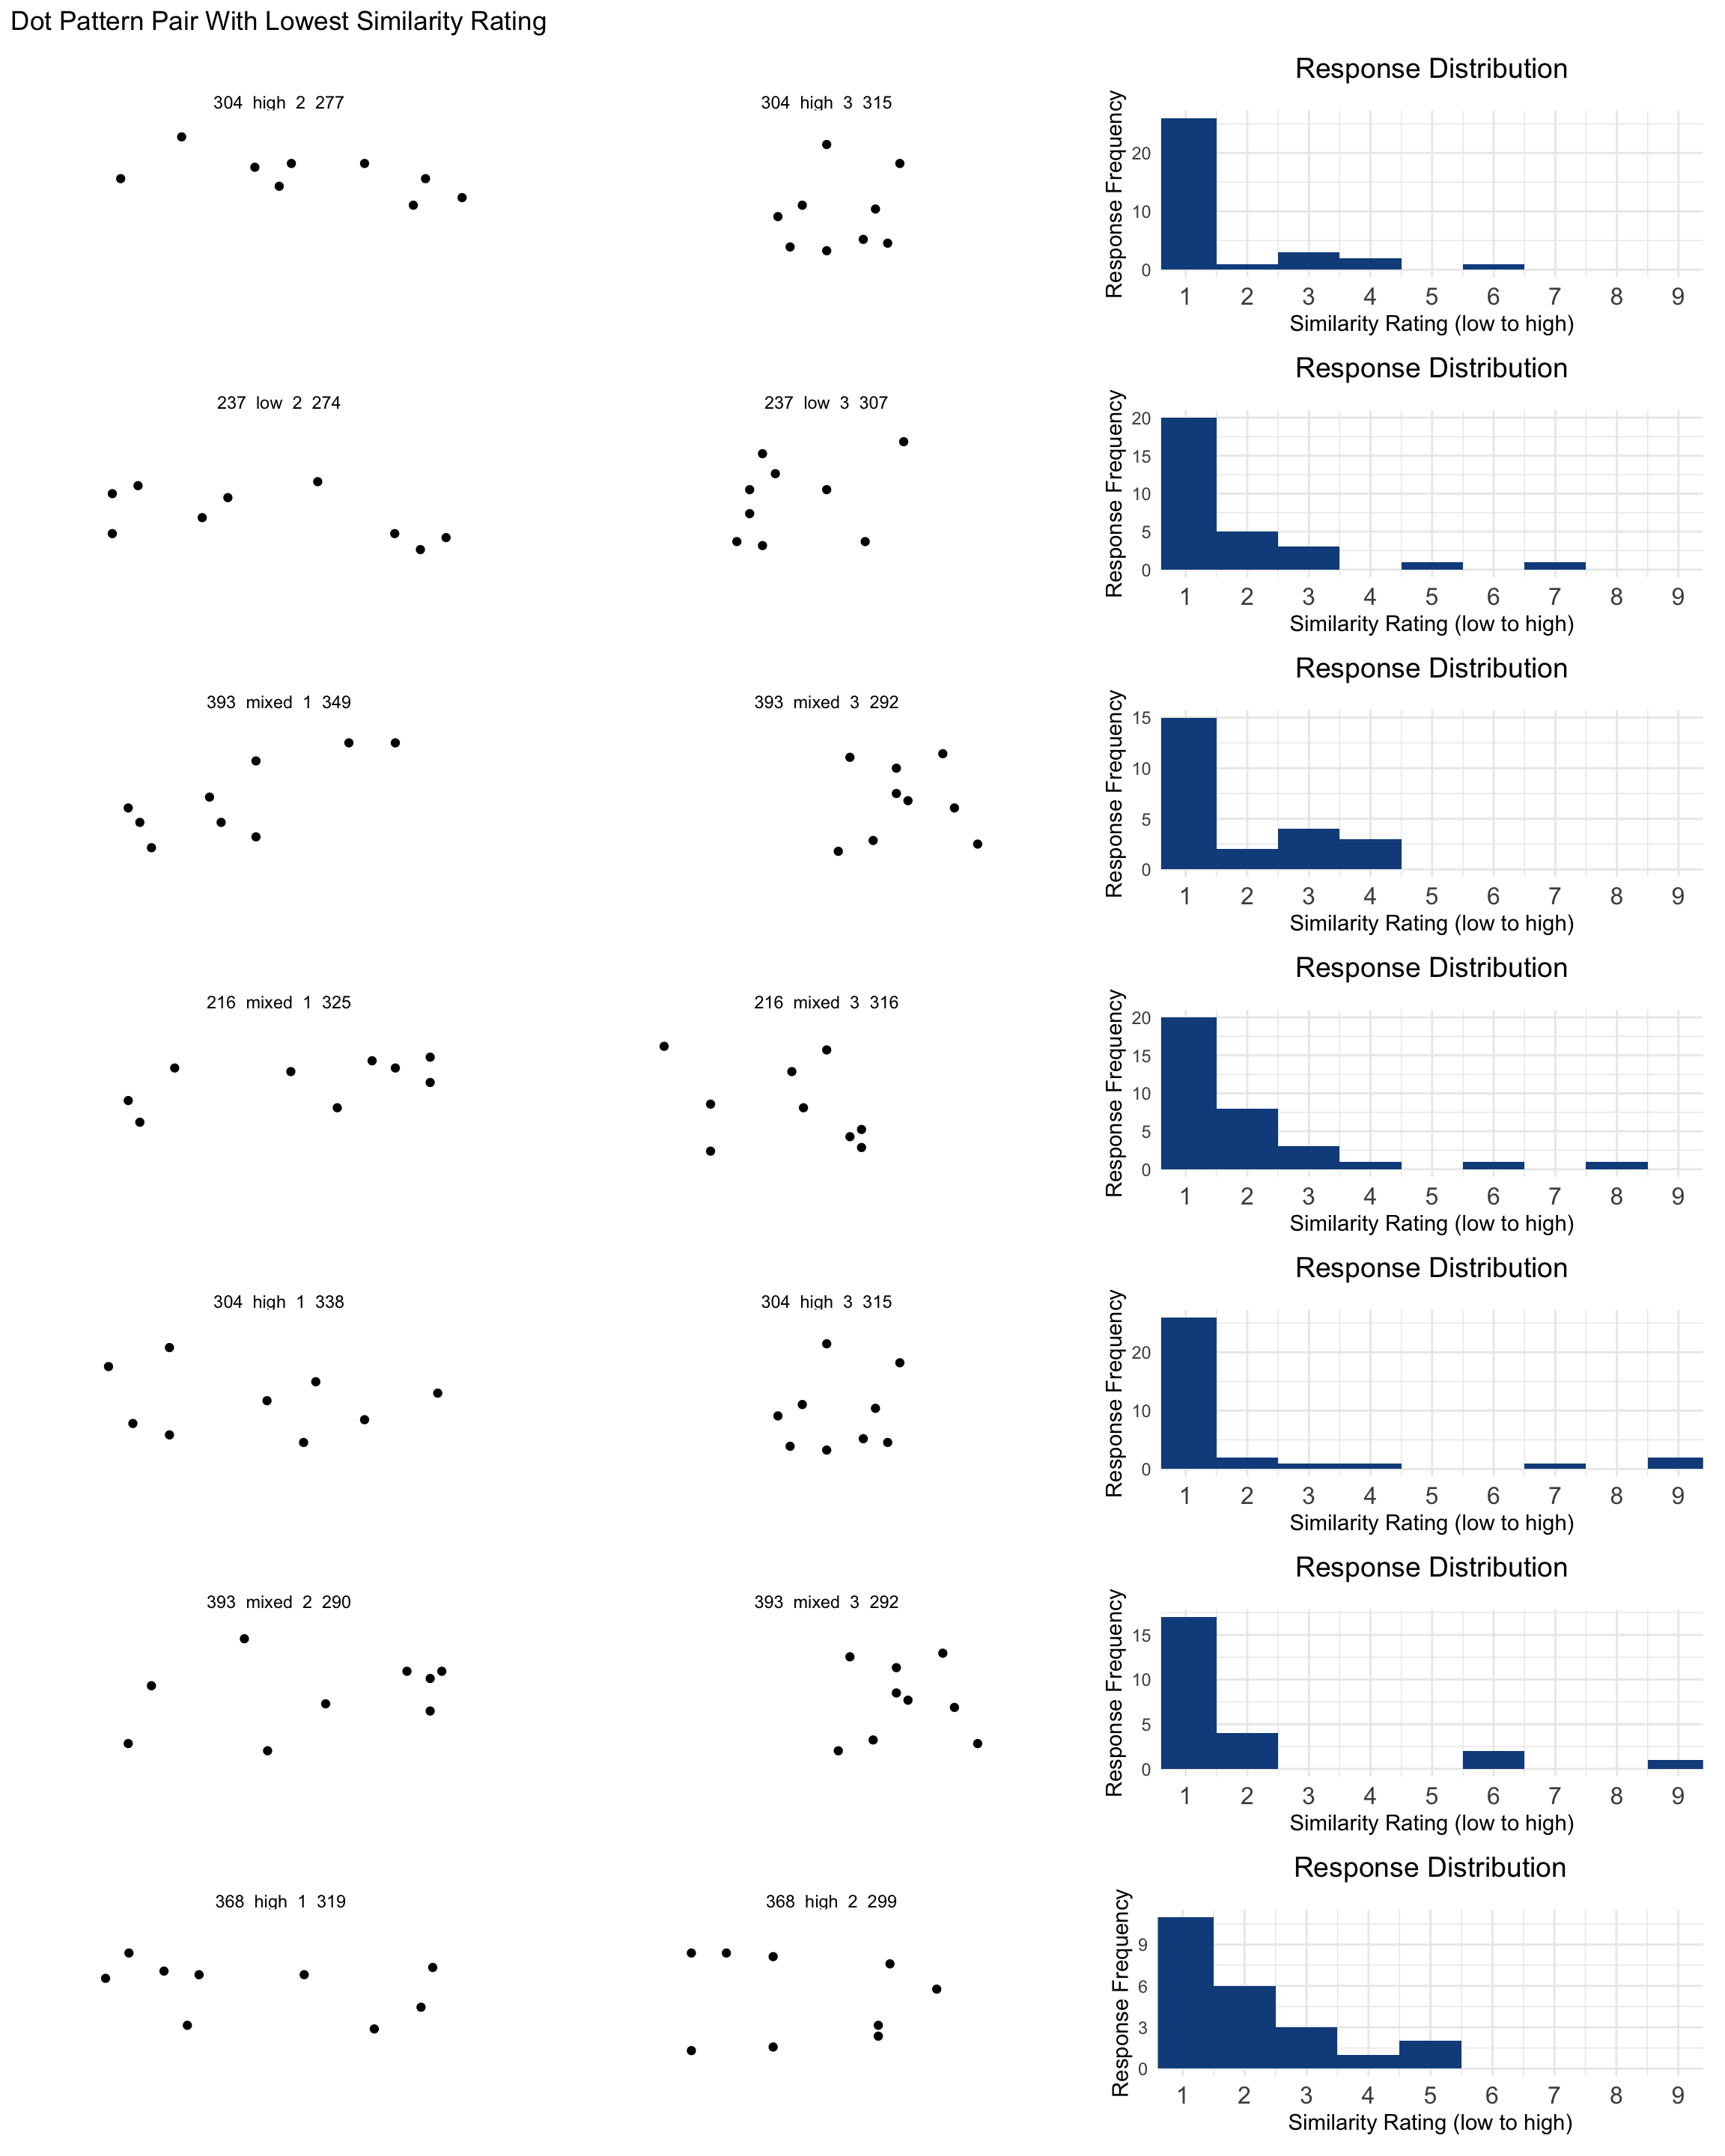 Dot Pattern Pair With Lowest Similarity Rating
304 high 2 277
304 high 3 315
Response Distribution
Response Frequency
20
10
0
1 2 3 4 5 6 7 8 9
Similarity Rating (low to high)
237 low 2 274
237 low 3 307
Response Distribution
Response Frequency
20
15
10
5
0
1 2 3 4 5 6 7 8 9
Similarity Rating (low to high)
393 mixed 1 349
393 mixed 3 292
Response Distribution
Response Frequency
15
10
5
0
1 2 3 4 5 6 7 8 9
Similarity Rating (low to high)
216 mixed 1 325
216 mixed 3 316
Response Distribution
Response Frequency
20
15
10
5
0
1 2 3 4 5 6 7 8 9
Similarity Rating (low to high)
304 high 1 338
304 high 3 315
Response Distribution
Response Frequency
20
10
0
1 2 3 4 5 6 7 8 9
Similarity Rating (low to high)
393 mixed 2 290
393 mixed 3 292
Response Distribution
Response Frequency
15
10
5
0
1 2 3 4 5 6 7 8 9
Similarity Rating (low to high)
368 high 1 319
368 high 2 299
Response Distribution
Response Frequency
9
6
3
0
1 2 3 4 5 6 7 8 9
Similarity Rating (low to high)